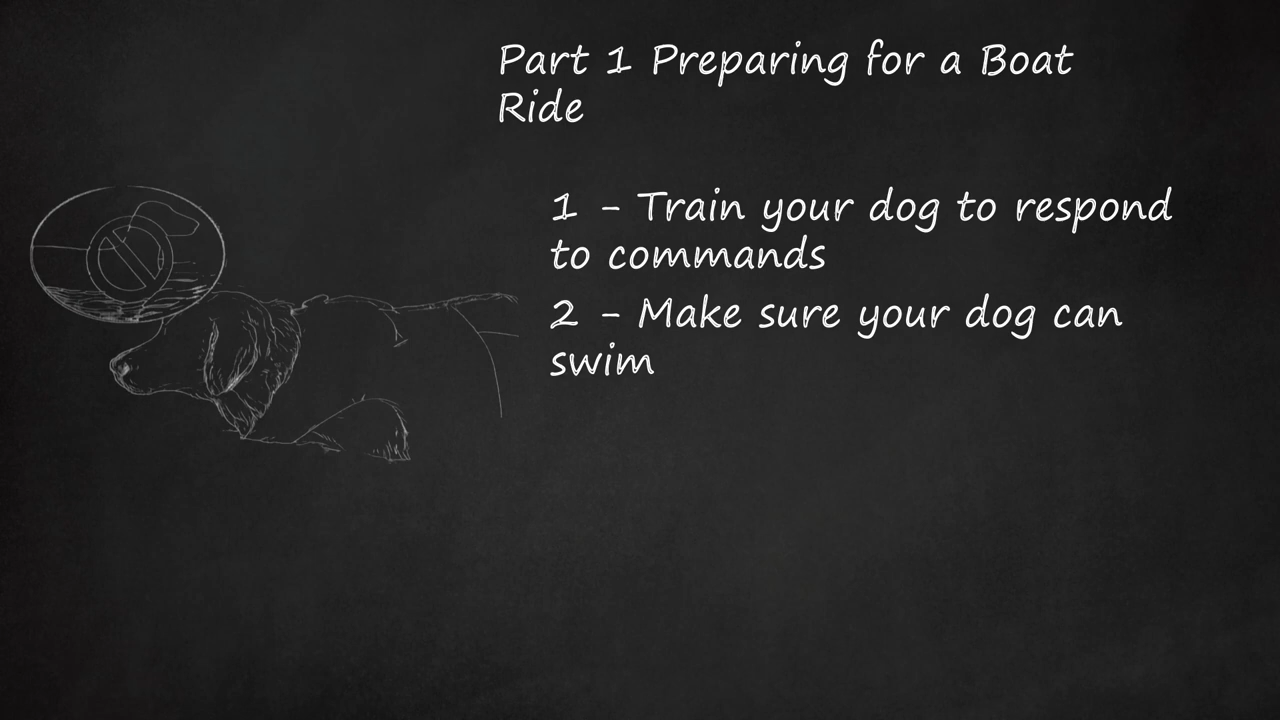 Part 1 Preparing for a Boat
Ride
1 - Train your dog to respond
to commands
2 - Make sure your dog can
swim